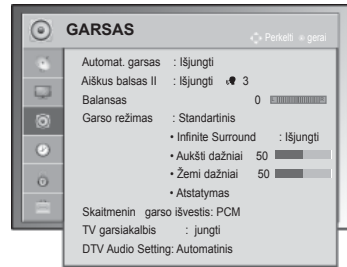 GARSAS
Perkelti gerai
Automat. garsas : Išjungti
Aiškus balsas II : Išjungti 3
Balansas 0
Garso režimas : Standartinis
• Infinite Surround : Išjungti
• Aukšti dažniai 50
• Žemi dažniai 50
• Atstatymas
Skaitmenin garso išvestis: PCM
TV garsiakalbis : jungti
DTV Audio Setting: Automatinis